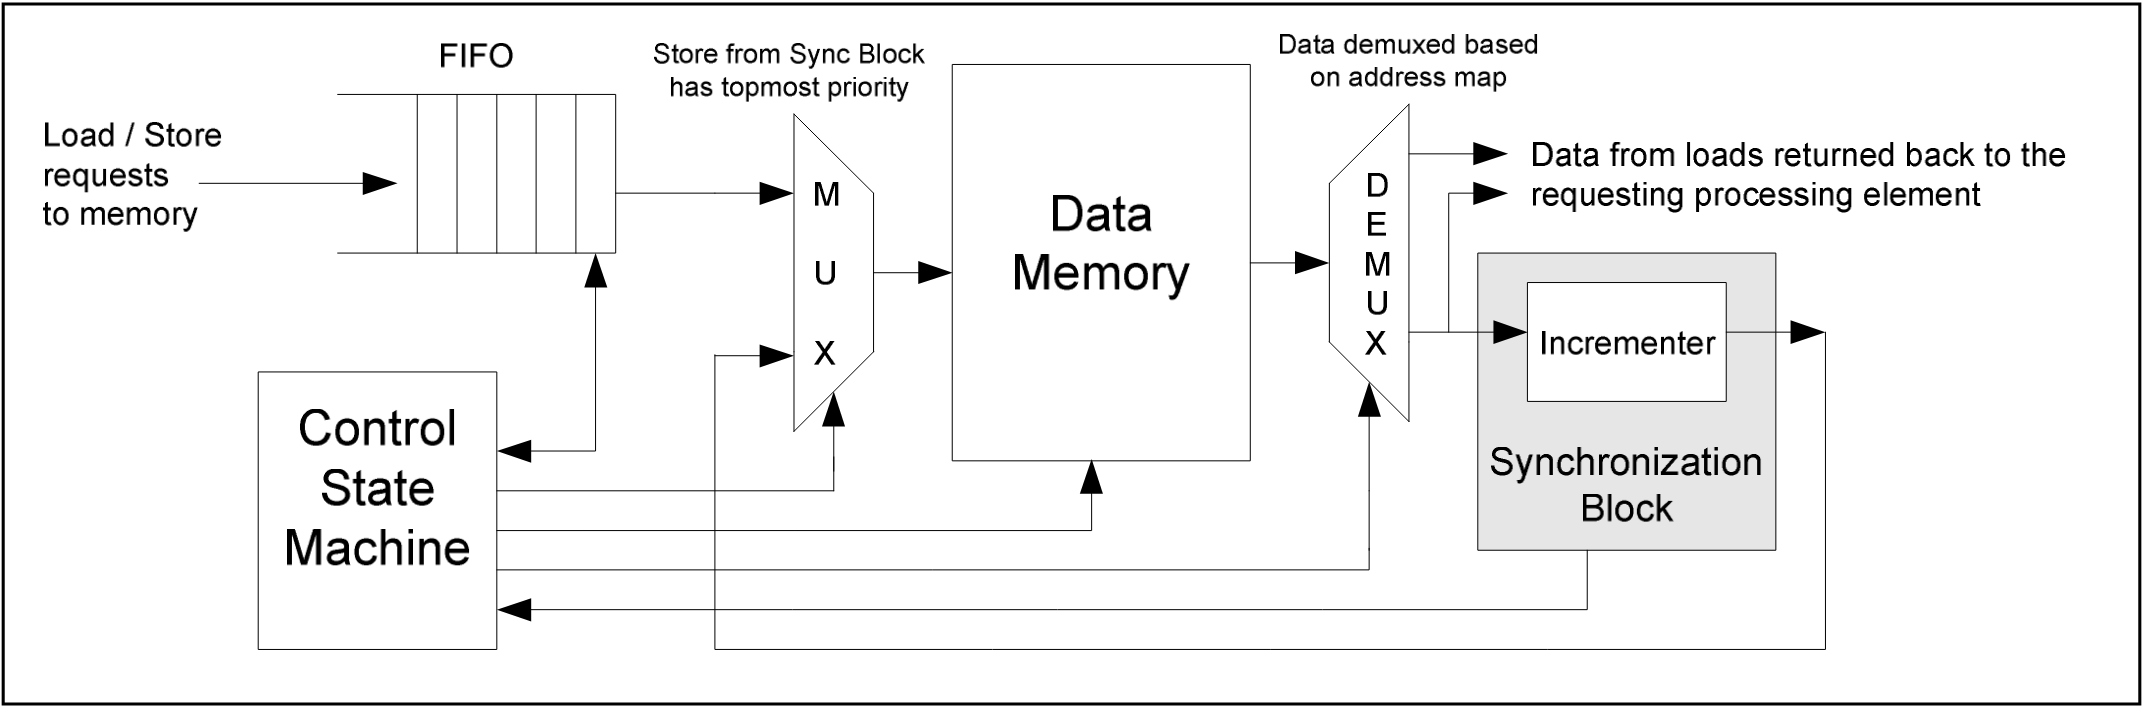 FIFO
Store from Sync Block
has topmost priority
Data demuxed based
on address map
Load / Store
requests
to memory
M
U
X
Data
Memory
D
E
M
U
X
Data from loads returned back to the
requesting processing element
Incrementer
Synchronization
Block
Control
State
Machine